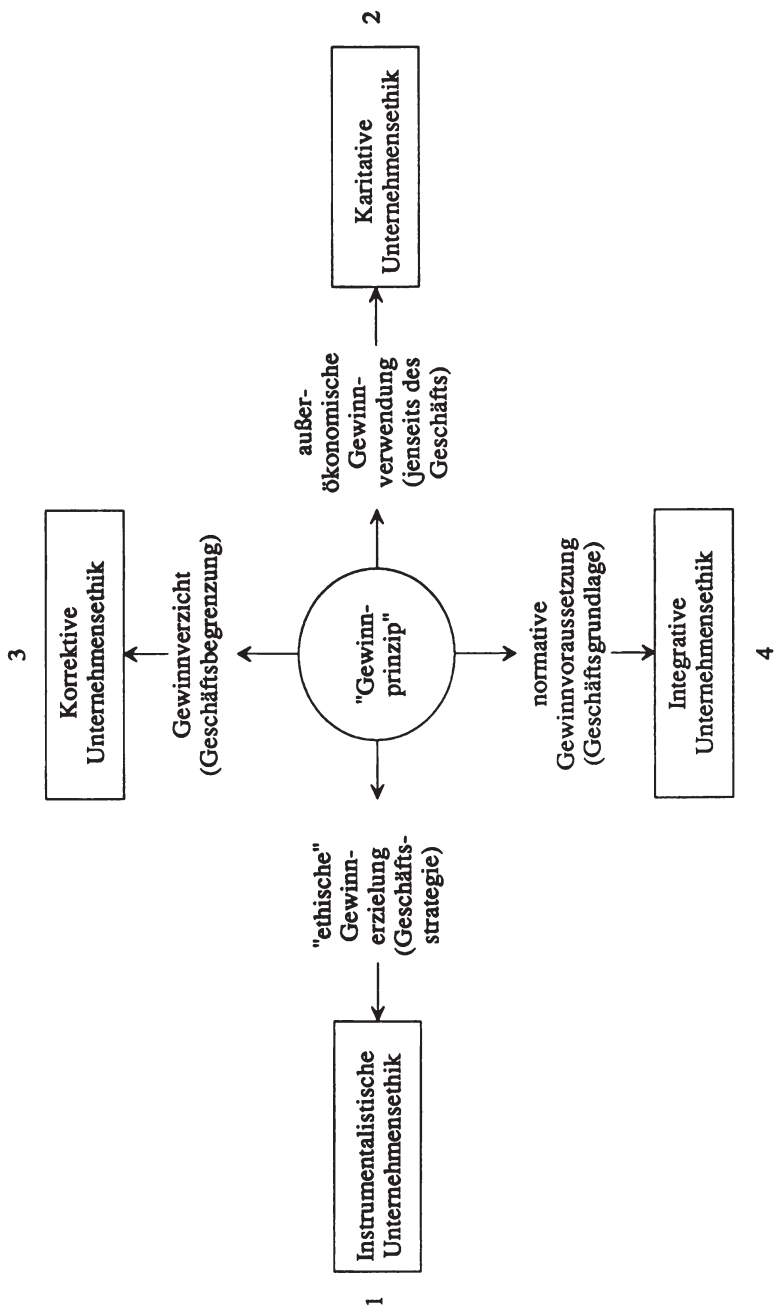 3
Korrektive
Unternehmensethik
Gewinnverzicht
(Geschäftsbegrenzung)
1
Instrumentalistische
Unternehmensethik
"ethische"
Gewinn-
erzielung
(Geschäfts-
strategie)
"Gewinn-
prinzip"
außer-
ökonomische
Gewinn-
verwendung
(jenseits des
Geschäfts)
Karitative
Unternehmensethik
2
normative
Gewinnvoraussetzung
(Geschäftsgrundlage)
Integrative
Unternehmensethik
4